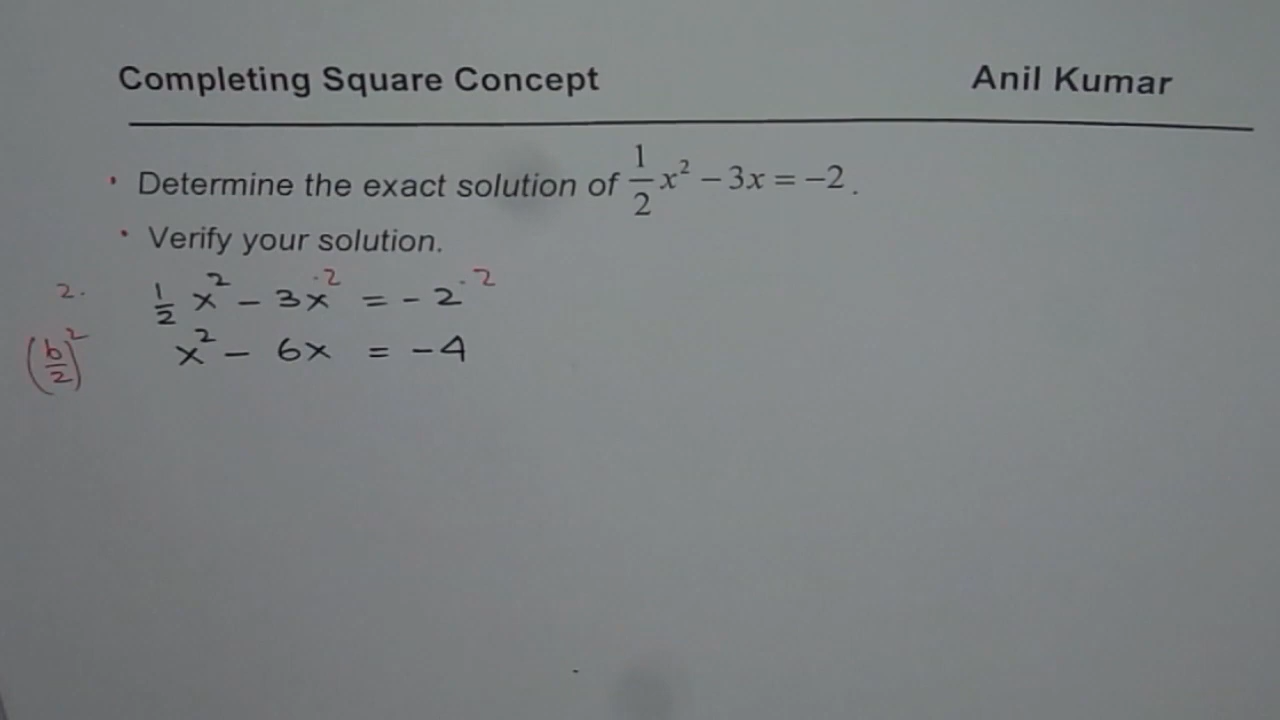 Completing Square Concept Anil Kumar
• Determine the exact solution of 1/2 x² − 3x = −2.
• Verify your solution.
2· 1/2 x² − 3x ·2 = −2 ·2
(b/2)² x² − 6x = −4